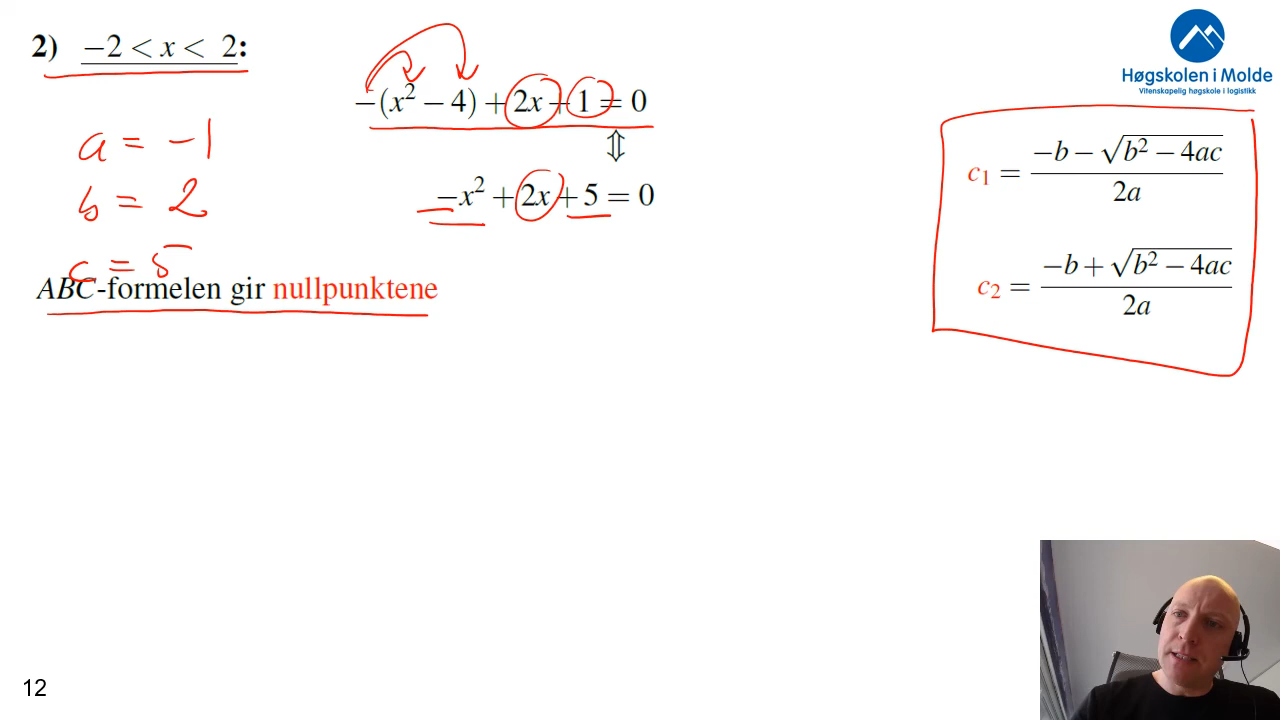 2) −2 < x < 2:
−(x² − 4) + 2x + 1 = 0
⇕
−x² + 2x + 5 = 0
a = −1
b = 2
c = 5
ABC-formelen gir nullpunktene
Høgskolen i Molde
Vitenskapelig høgskole i logistikk
c₁ = (−b − √(b² − 4ac)) / 2a
c₂ = (−b + √(b² − 4ac)) / 2a
12